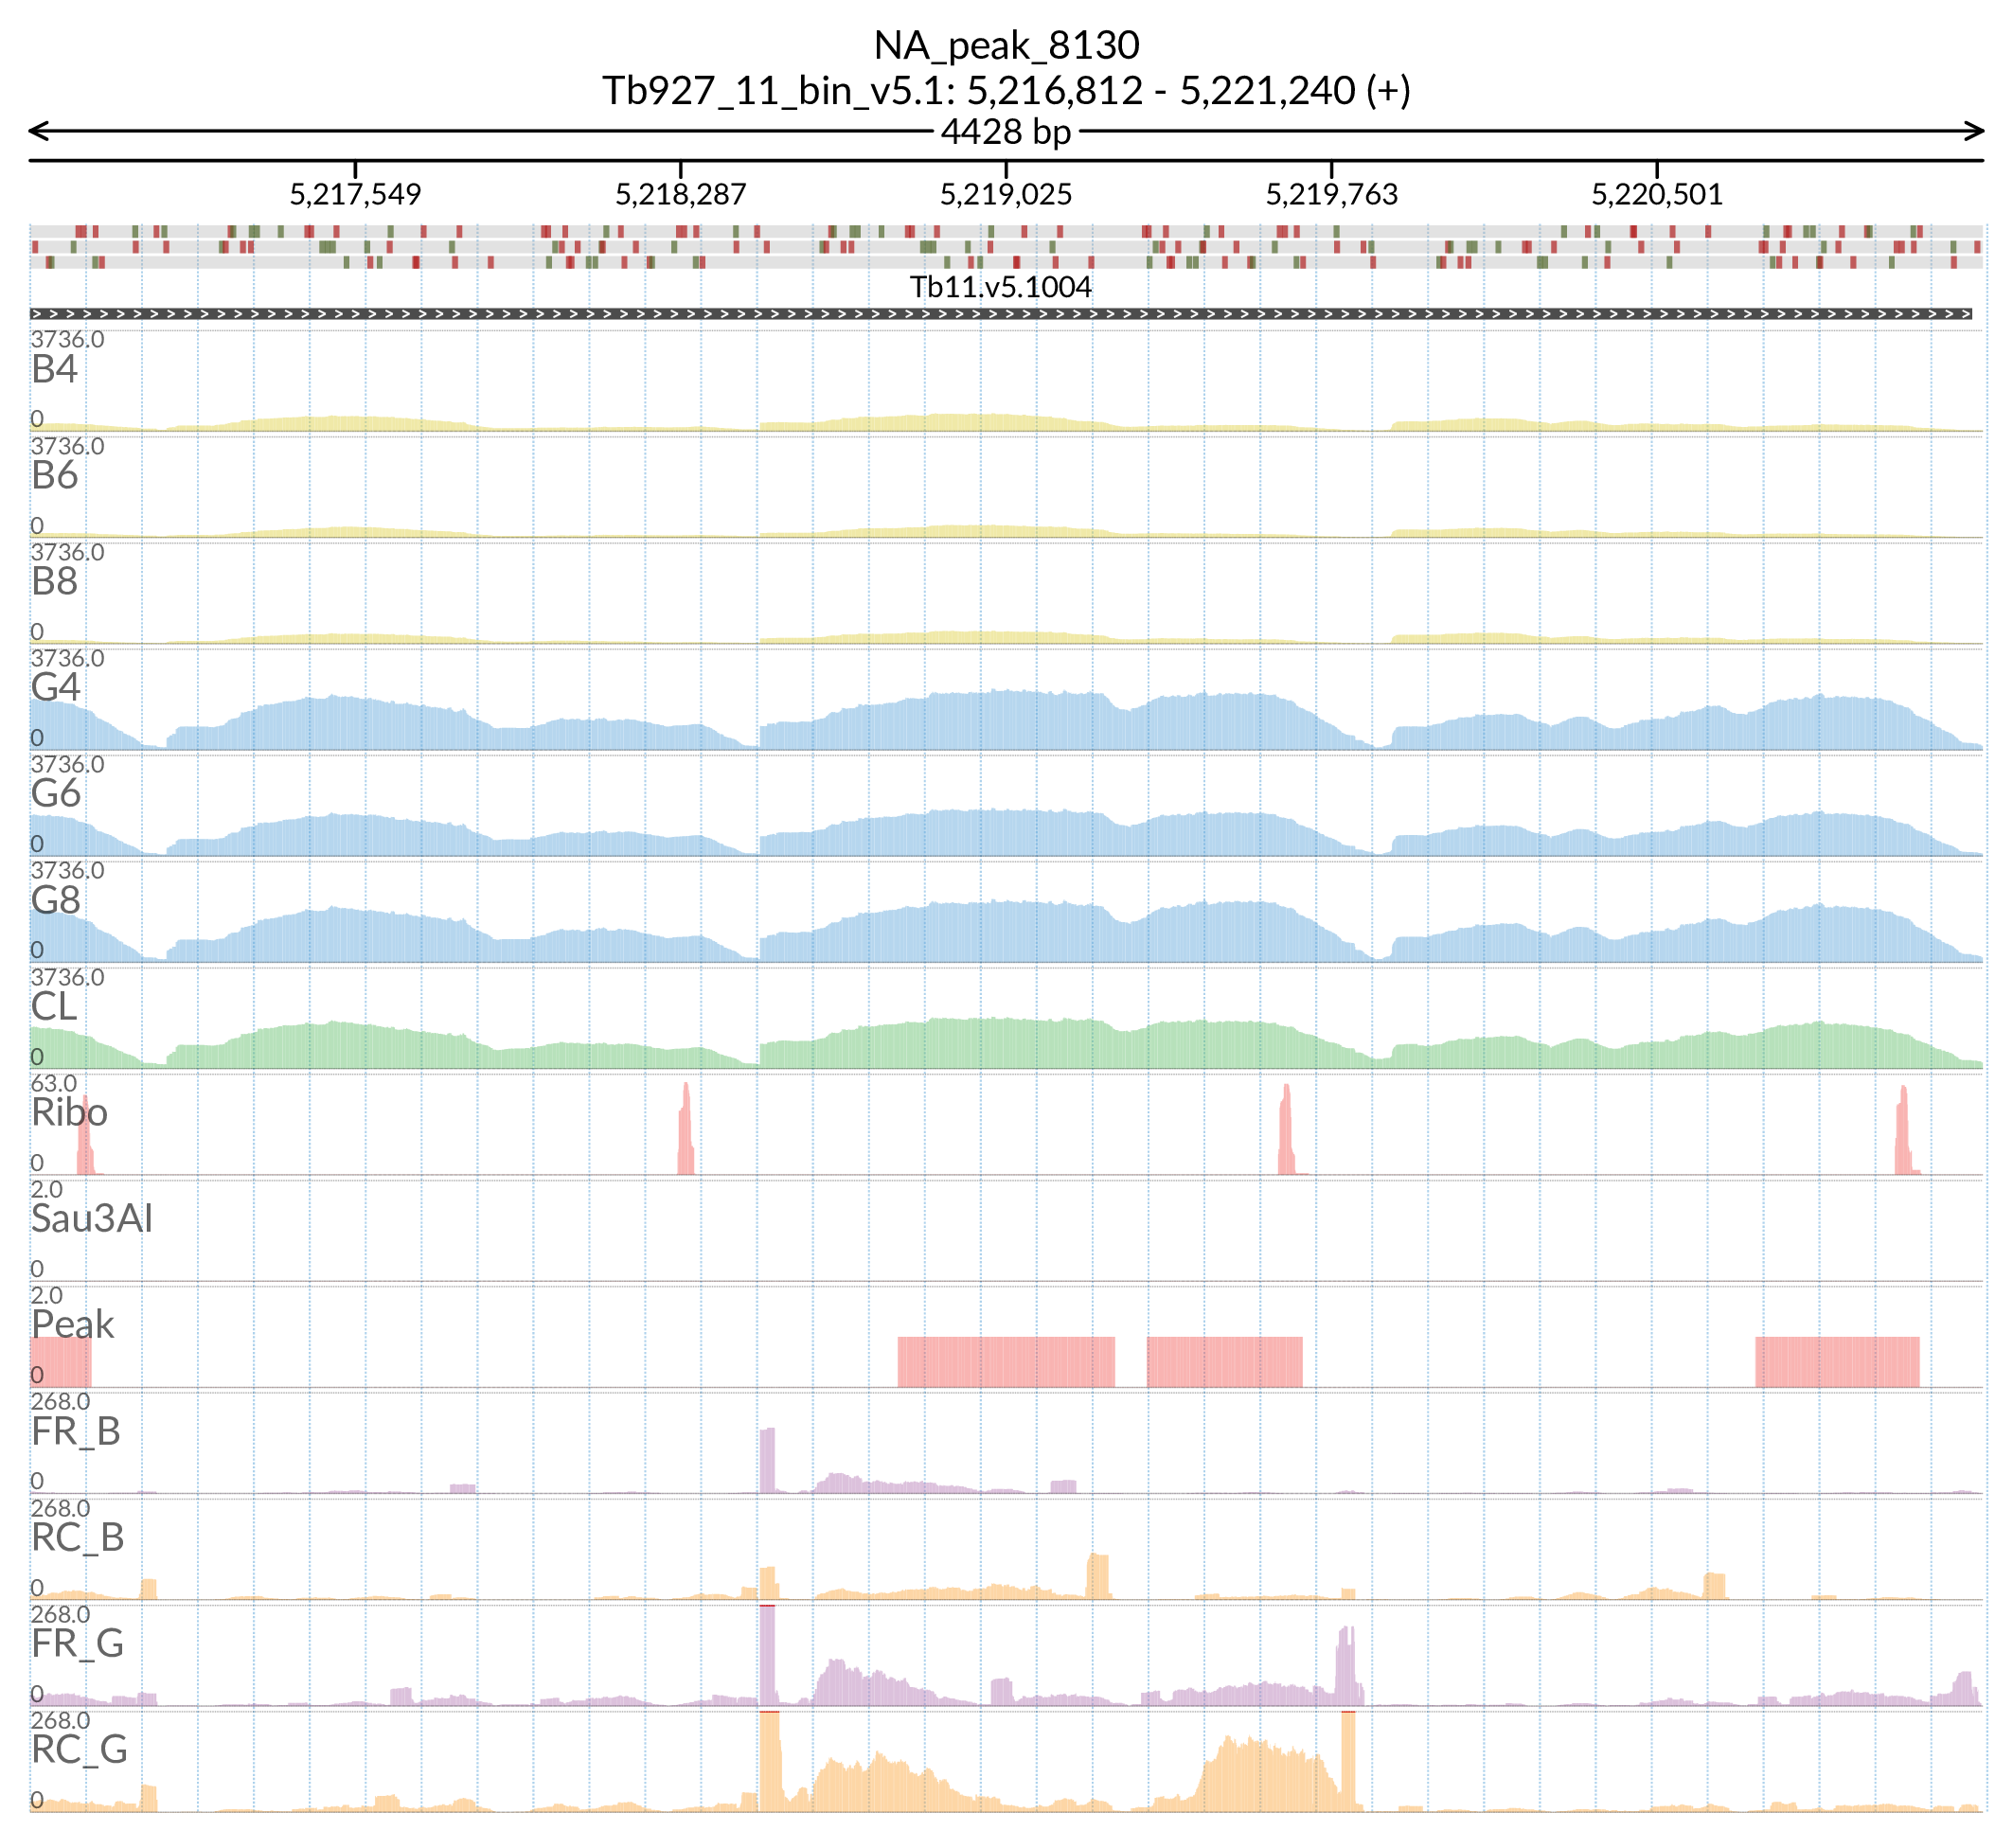 NA_peak_8130
Tb927_11_bin_v5.1: 5,216,812 - 5,221,240 (+)
4428 bp
5,217,549 5,218,287 5,219,025 5,219,763 5,220,501
Tb11.v5.1004
3736.0
B4
0
3736.0
B6
0
3736.0
B8
0
3736.0
G4
0
3736.0
G6
0
3736.0
G8
0
3736.0
CL
0
63.0
Ribo
0
2.0
Sau3AI
0
2.0
Peak
0
268.0
FR_B
0
268.0
RC_B
0
268.0
FR_G
0
268.0
RC_G
0